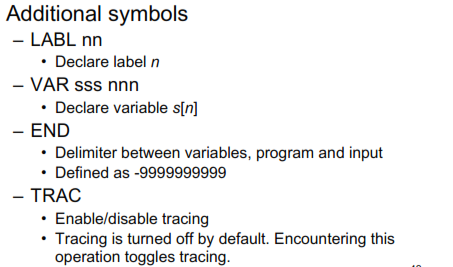 Additional symbols
– LABL nn
• Declare label n
– VAR sss nnn
• Declare variable s[n]
– END
• Delimiter between variables, program and input
• Defined as -9999999999
– TRAC
• Enable/disable tracing
• Tracing is turned off by default. Encountering this
operation toggles tracing.